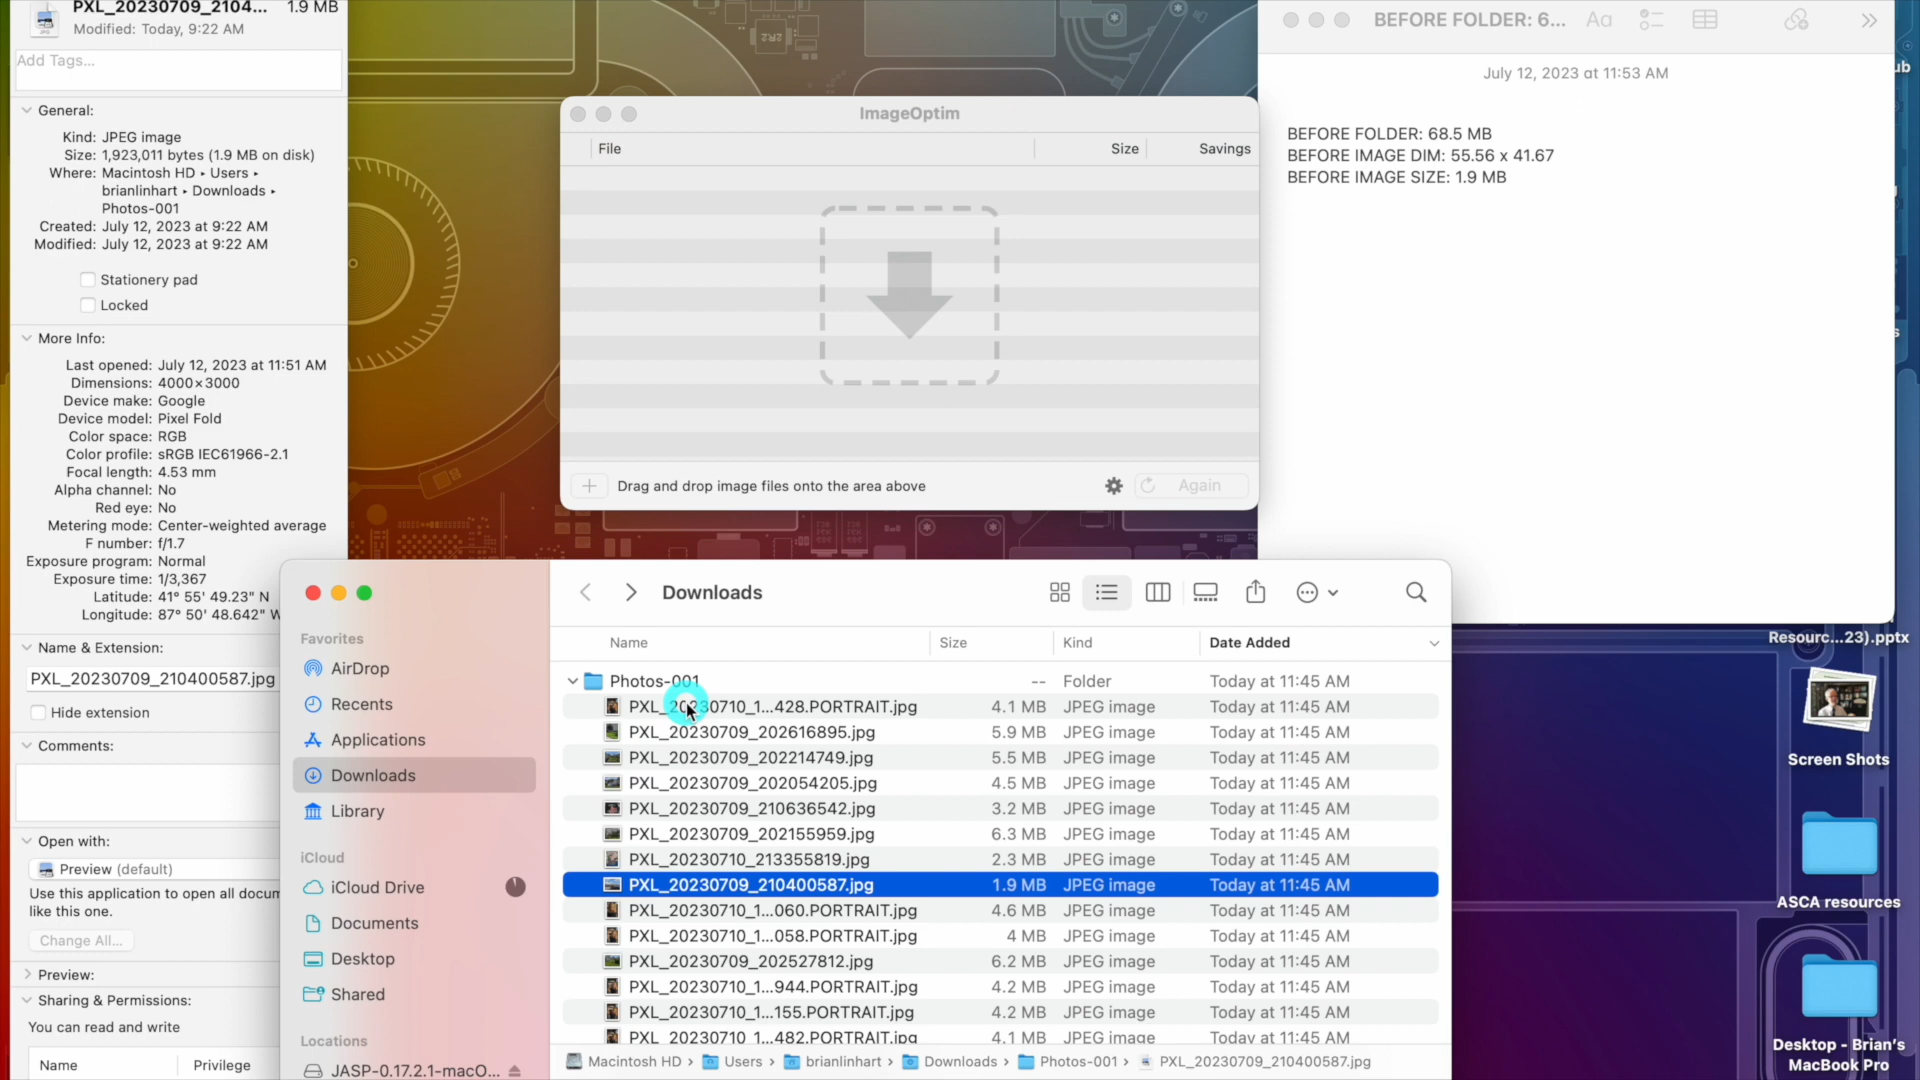 PXL_20230709_2104... 1.9 MB
Modified: Today, 9:22 AM
Add Tags...
General:
Kind: JPEG image
Size: 1,923,011 bytes (1.9 MB on disk)
Where: Macintosh HD ▸ Users ▸
brianlinhart ▸ Downloads ▸
Photos-001
Created: July 12, 2023 at 9:22 AM
Modified: July 12, 2023 at 9:22 AM
Stationery pad
Locked
More Info:
Last opened: July 12, 2023 at 11:51 AM
Dimensions: 4000×3000
Device make: Google
Device model: Pixel Fold
Color space: RGB
Color profile: sRGB IEC61966-2.1
Focal length: 4.53 mm
Alpha channel: No
Red eye: No
Metering mode: Center-weighted average
F number: f/1.7
Exposure program: Normal
Exposure time: 1/3,367
Latitude: 41° 55' 49.23" N
Longitude: 87° 50' 48.642" W
Name & Extension:
PXL_20230709_210400587.jpg
Hide extension
Comments:
Open with:
Preview (default)
Use this application to open all docum
like this one.
Change All...
Preview:
Sharing & Permissions:
You can read and write
Name Privilege
ImageOptim
File Size Savings
Drag and drop image files onto the area above
Again
BEFORE FOLDER: 6... Aa
July 12, 2023 at 11:53 AM
BEFORE FOLDER: 68.5 MB
BEFORE IMAGE DIM: 55.56 x 41.67
BEFORE IMAGE SIZE: 1.9 MB
Favorites
AirDrop
Recents
Applications
Downloads
Library
iCloud
iCloud Drive
Documents
Desktop
Shared
Locations
JASP-0.17.2.1-macO...
Downloads
Name Size Kind Date Added
Photos-001 -- Folder Today at 11:45 AM
PXL_20230710_1...428.PORTRAIT.jpg 4.1 MB JPEG image Today at 11:45 AM
PXL_20230709_202616895.jpg 5.9 MB JPEG image Today at 11:45 AM
PXL_20230709_202214749.jpg 5.5 MB JPEG image Today at 11:45 AM
PXL_20230709_202054205.jpg 4.5 MB JPEG image Today at 11:45 AM
PXL_20230709_210636542.jpg 3.2 MB JPEG image Today at 11:45 AM
PXL_20230709_202155959.jpg 6.3 MB JPEG image Today at 11:45 AM
PXL_20230710_213355819.jpg 2.3 MB JPEG image Today at 11:45 AM
PXL_20230709_210400587.jpg 1.9 MB JPEG image Today at 11:45 AM
PXL_20230710_1...060.PORTRAIT.jpg 4.6 MB JPEG image Today at 11:45 AM
PXL_20230710_1...058.PORTRAIT.jpg 4 MB JPEG image Today at 11:45 AM
PXL_20230709_202527812.jpg 6.2 MB JPEG image Today at 11:45 AM
PXL_20230710_1...944.PORTRAIT.jpg 4.2 MB JPEG image Today at 11:45 AM
PXL_20230710_1...155.PORTRAIT.jpg 4.2 MB JPEG image Today at 11:45 AM
PXL_20230710_1...482.PORTRAIT.jpg 4.1 MB JPEG image Today at 11:45 AM
Macintosh HD › Users › brianlinhart › Downloads › Photos-001 › PXL_20230709_210400587.jpg
ub
s
Resourc...23).pptx
Screen Shots
ASCA resources
Desktop - Brian's
MacBook Pro